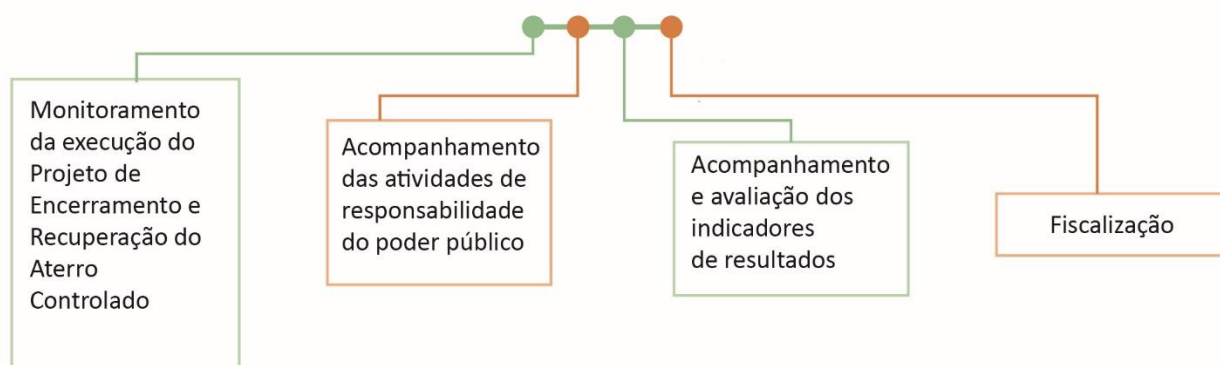 Monitoramento
da execução do
Projeto de
Encerramento e
Recuperação do
Aterro
Controlado
Acompanhamento
das atividades de
responsabilidade
do poder público
Acompanhamento
e avaliação dos
indicadores
de resultados
Fiscalização